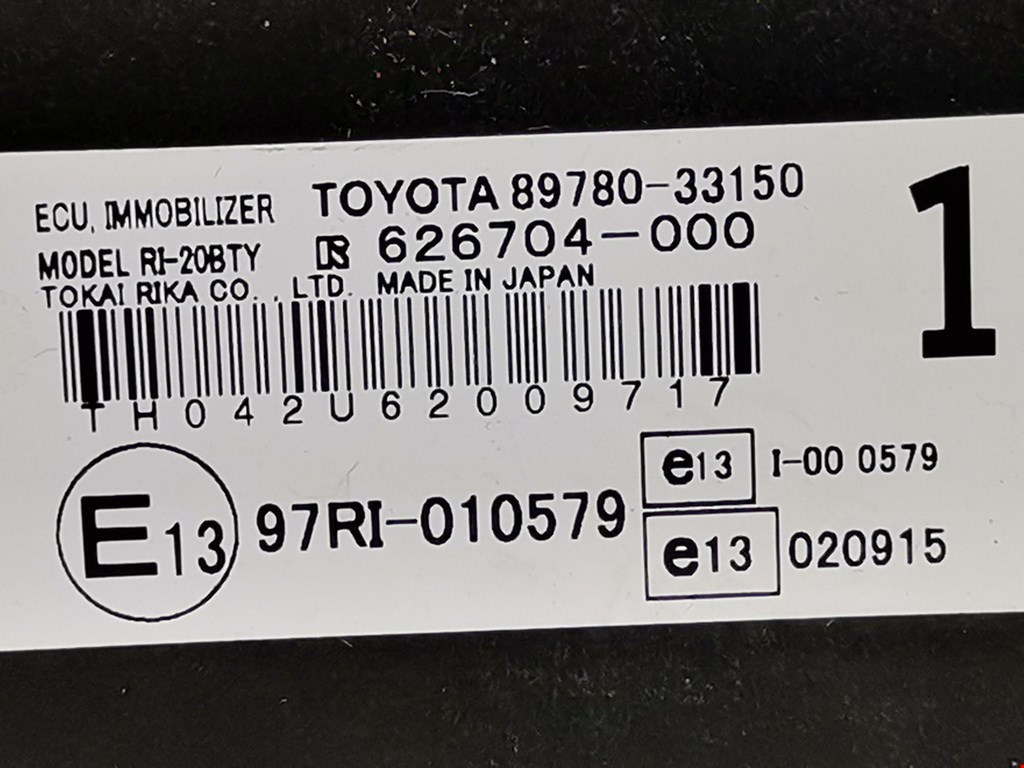 ECU, IMMOBILIZER TOYOTA 89780-33150
MODEL RI-20BTY 626704-000
TOKAI RIKA CO., LTD. MADE IN JAPAN
1
TH042U62009717
E13 97RI-010579
e13 I-00 0579
e13 020915